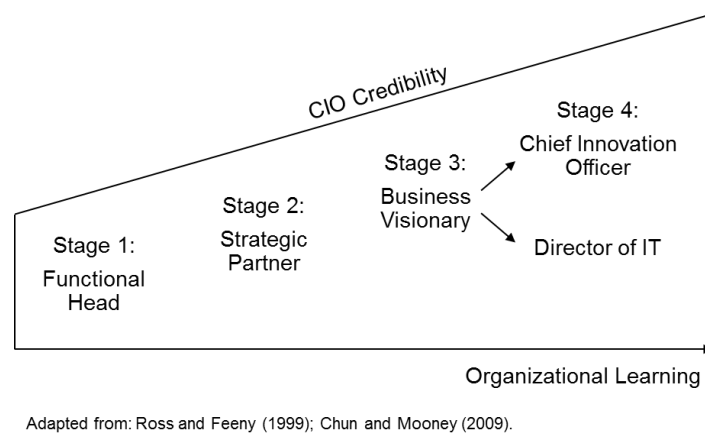 CIO Credibility
Stage 1:
Functional
Head
Stage 2:
Strategic
Partner
Stage 3:
Business
Visionary
Stage 4:
Chief Innovation
Officer
Director of IT
Organizational Learning
Adapted from: Ross and Feeny (1999); Chun and Mooney (2009).